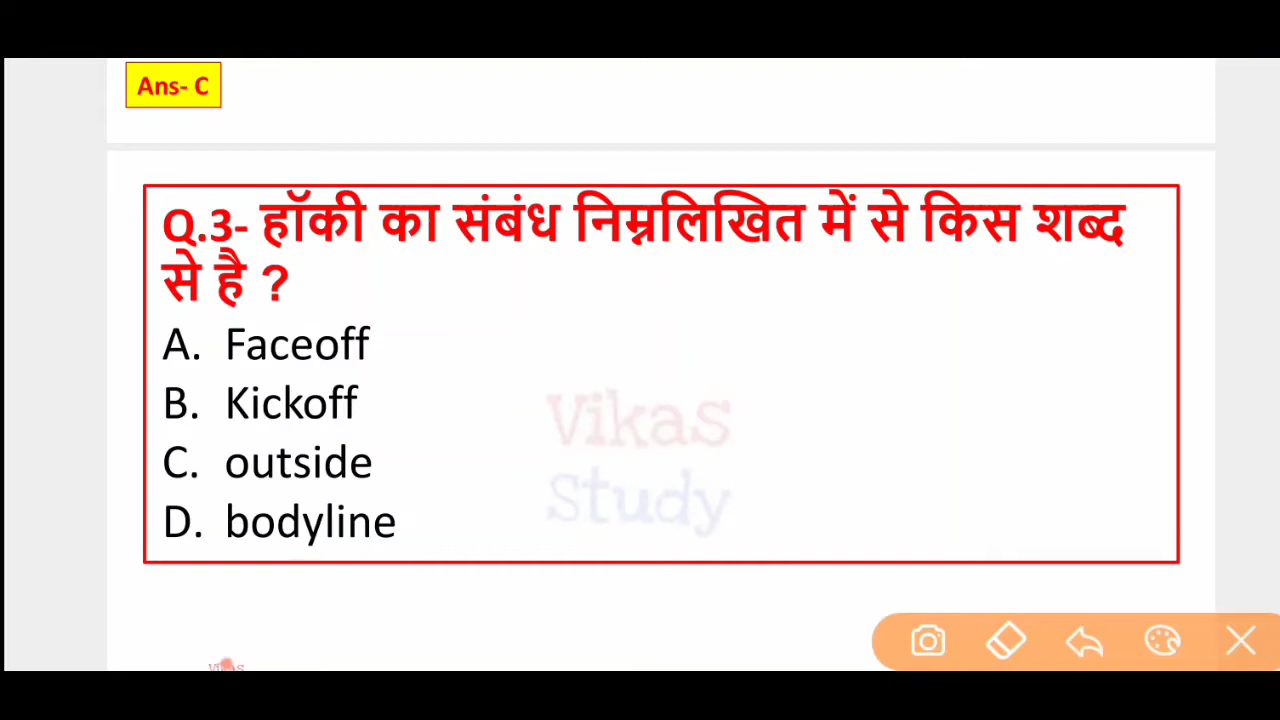 Ans- C
Q.3- हॉकी का संबंध निम्नलिखित में से किस शब्द
से है ?
A. Faceoff
B. Kickoff
C. outside
D. bodyline
Vikas
Study